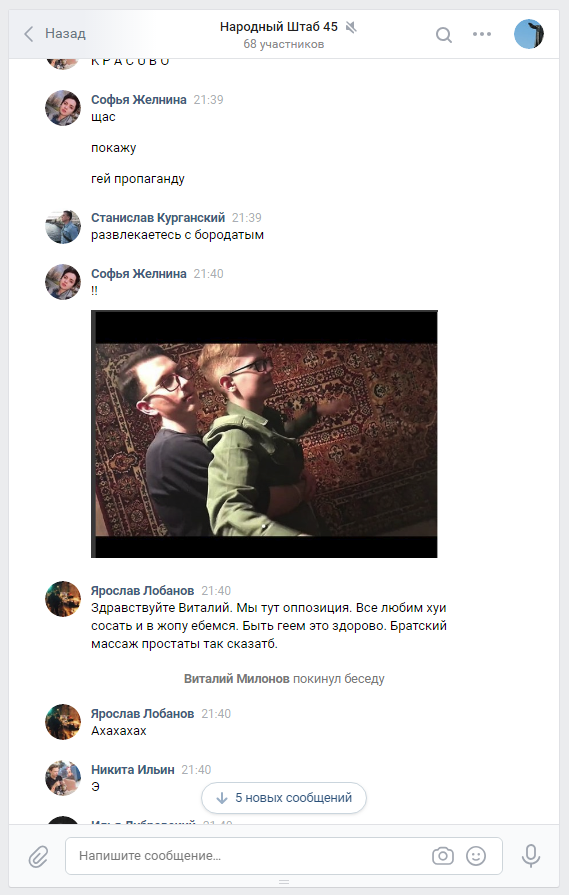 Назад
Народный Штаб 45
68 участников
К Р А С И В О
Софья Желнина 21:39
щас
покажу
гей пропаганду
Станислав Курганский 21:39
развлекаетесь с бородатым
Софья Желнина 21:40
!!
Ярослав Лобанов 21:40
Здравствуйте Виталий. Мы тут оппозиция. Все любим хуи
сосать и в жопу ебемся. Быть геем это здорово. Братский
массаж простаты так сказатб.
Виталий Милонов покинул беседу
Ярослав Лобанов 21:40
Ахахахах
Никита Ильин 21:40
Э
5 новых сообщений
Напишите сообщение...